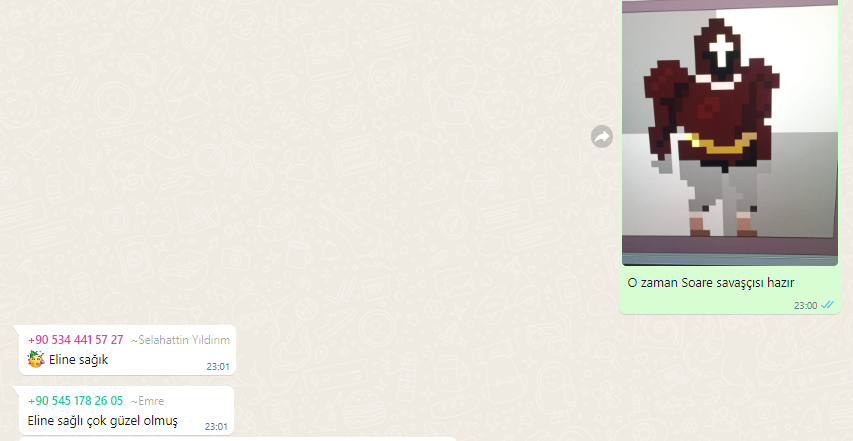 O zaman Soare savaşçısı hazır
23:00
+90 534 441 57 27 ~Selahattin Yıldırım
🥳 Eline sağık
23:01
+90 545 178 26 05 ~Emre
Eline sağlı çok güzel olmuş
23:01